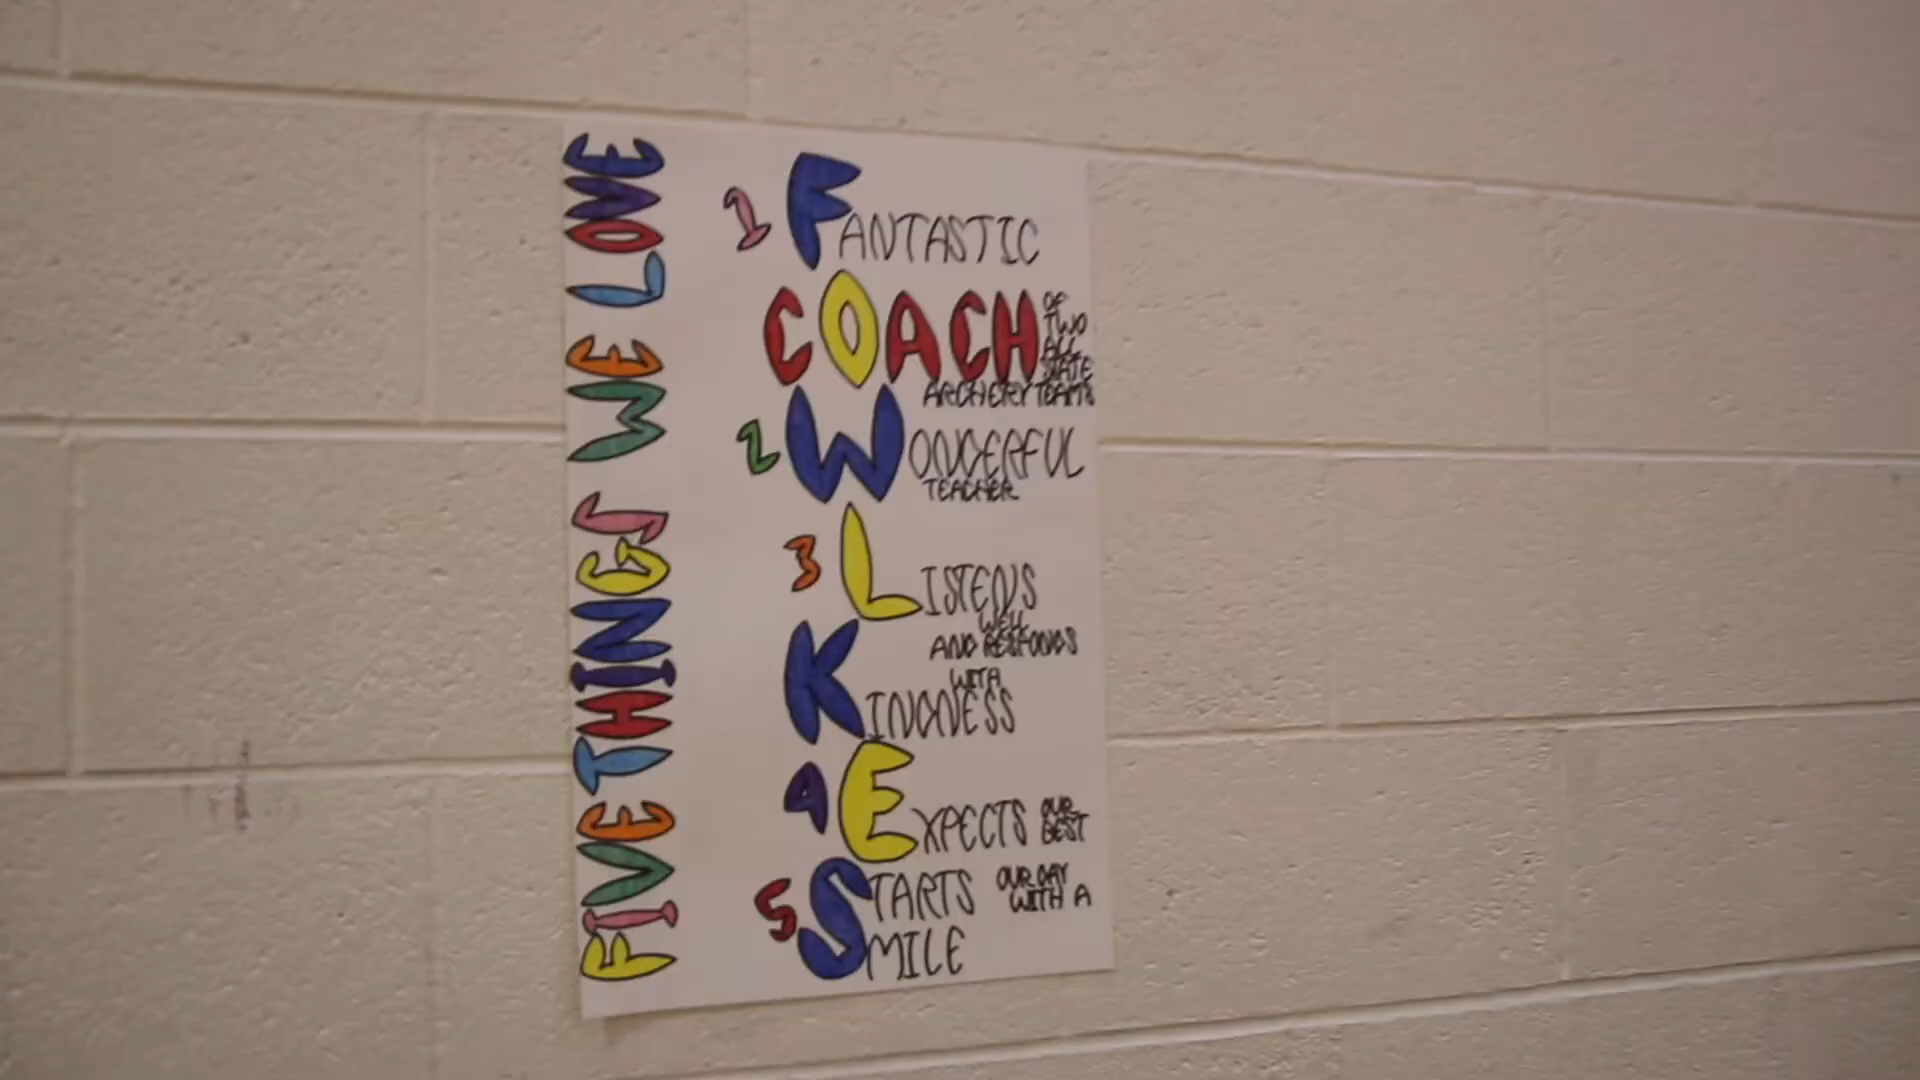 FIVE THINGS WE LOVE
1 FANTASTIC
COACH
OF
TWO
ALL
STATE
ARCHERY TEAMS
2 WONDERFUL
TEACHER
3 LISTENS
WELL
AND RESPONDS
WITH
KINDNESS
4 EXPECTS OUR
BEST
5 STARTS OUR DAY
WITH A
SMILE